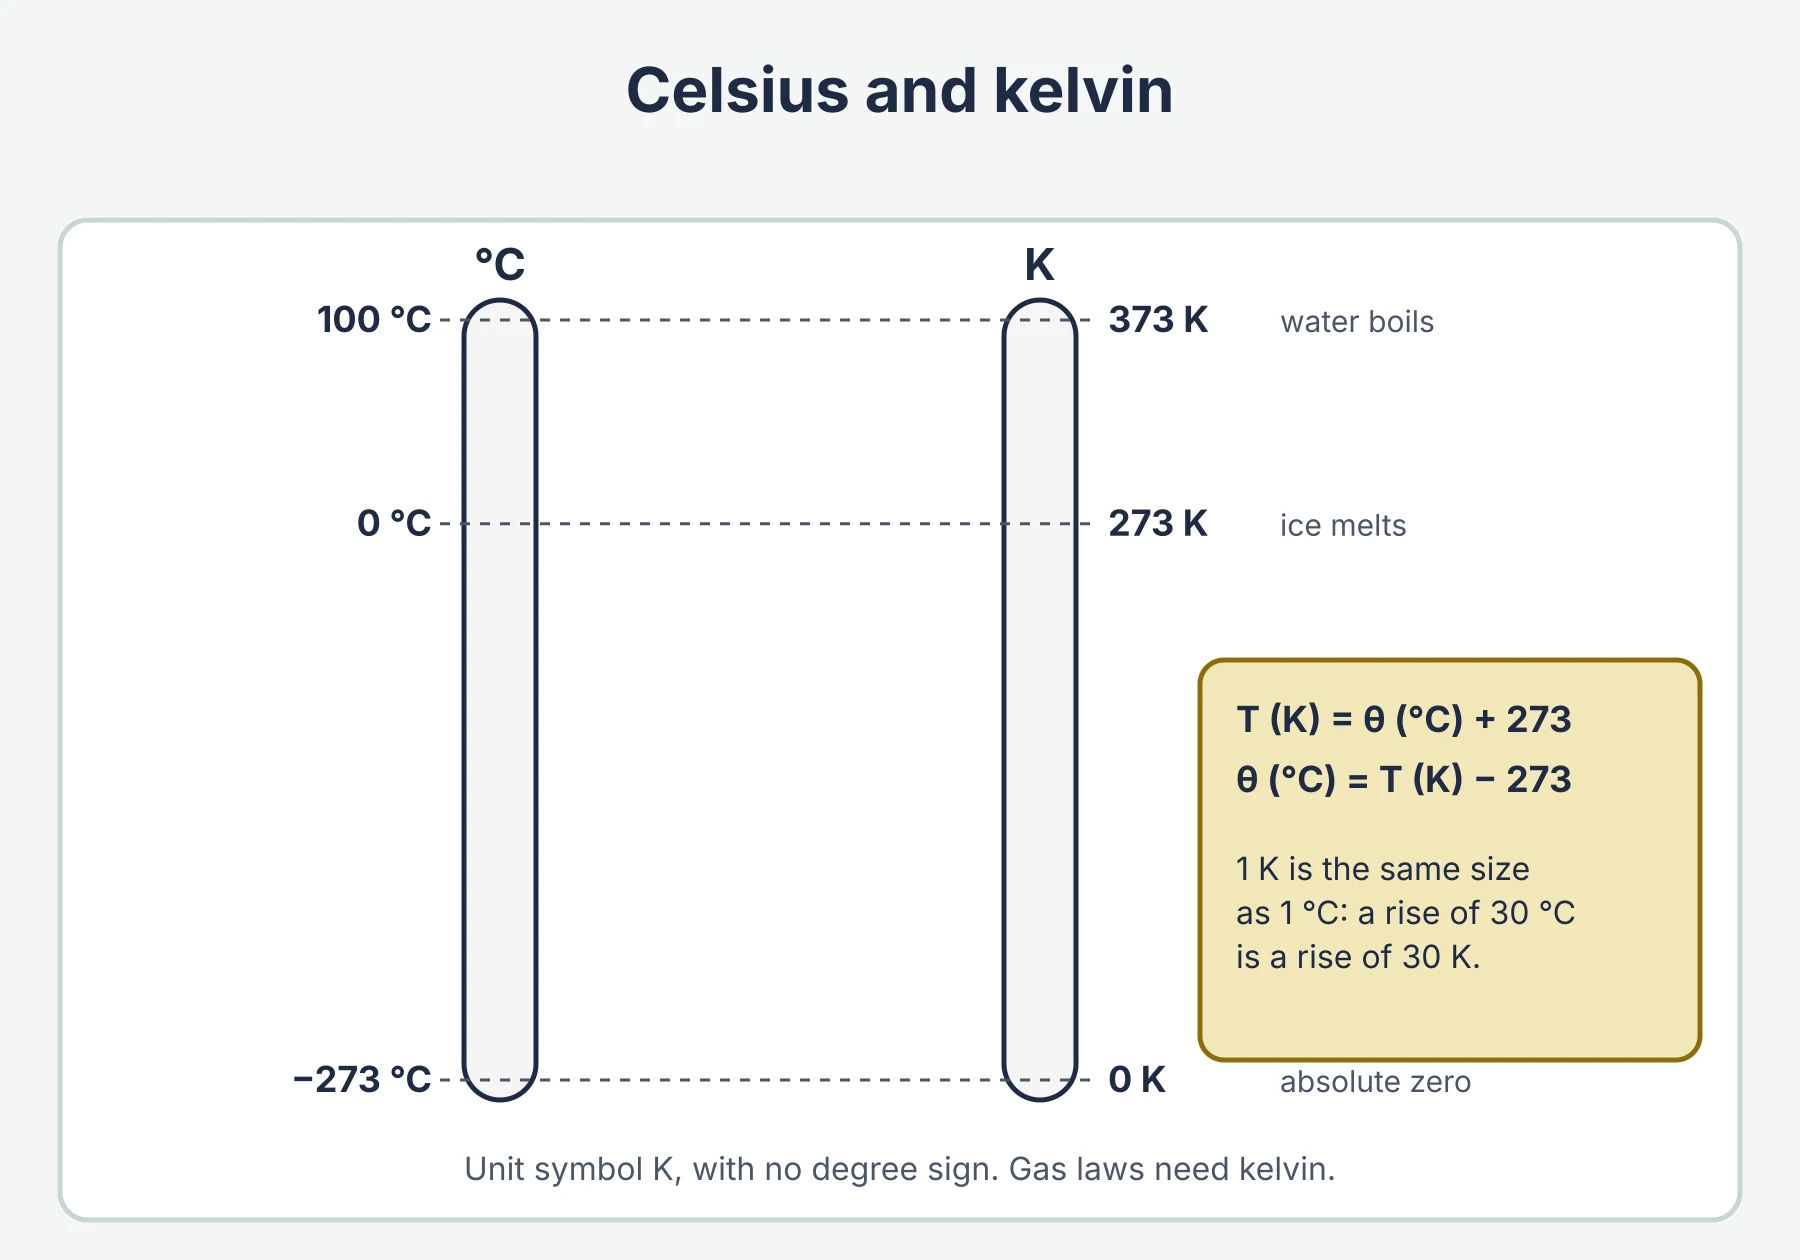 Celsius and kelvin
°C K
100 °C 373 K water boils
0 °C 273 K ice melts
T (K) = θ (°C) + 273
θ (°C) = T (K) − 273
1 K is the same size
as 1 °C: a rise of 30 °C
is a rise of 30 K.
−273 °C 0 K absolute zero
Unit symbol K, with no degree sign. Gas laws need kelvin.